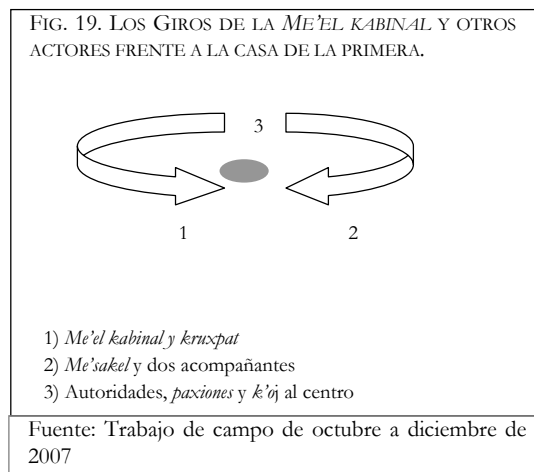 FIG. 19. LOS GIROS DE LA ME'EL KABINAL Y OTROS
ACTORES FRENTE A LA CASA DE LA PRIMERA.
3
1 2
1) Me'el kabinal y kruxpat
2) Me'sakel y dos acompañantes
3) Autoridades, paxiones y k'oj al centro
Fuente: Trabajo de campo de octubre a diciembre de
2007